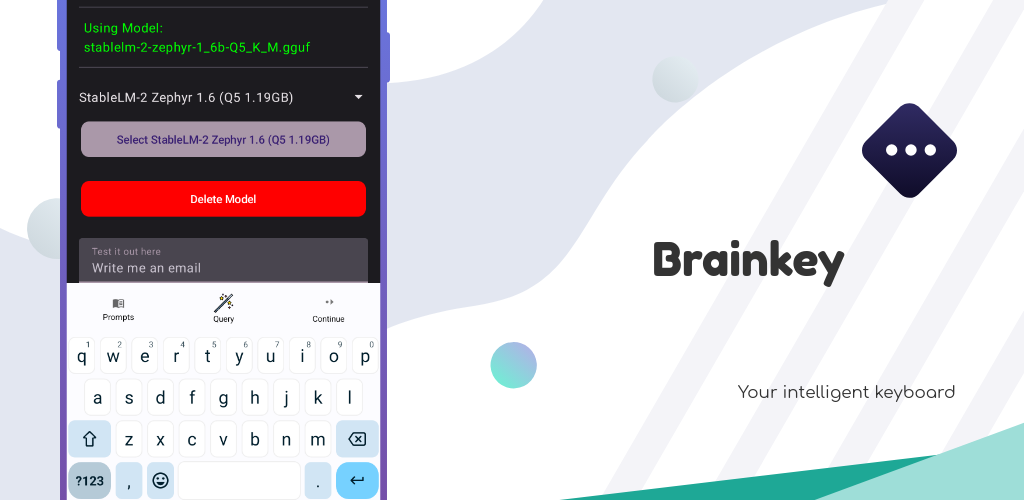 Using Model:
stablelm-2-zephyr-1_6b-Q5_K_M.gguf
StableLM-2 Zephyr 1.6 (Q5 1.19GB)
Select StableLM-2 Zephyr 1.6 (Q5 1.19GB)
Delete Model
Test it out here
Write me an email
Prompts Query Continue
1 2 3 4 5 6 7 8 9 0
q w e r t y u i o p
a s d f g h j k l
z x c v b n m
?123 , .
Brainkey
Your intelligent keyboard